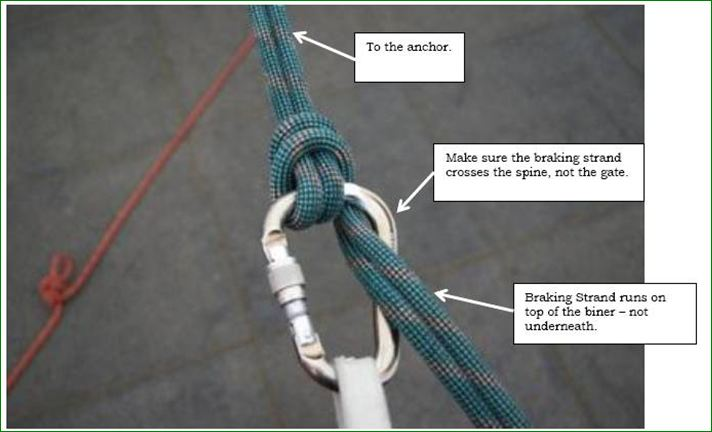 To the anchor.
Make sure the braking strand
crosses the spine, not the gate.
Braking Strand runs on
top of the biner – not
underneath.